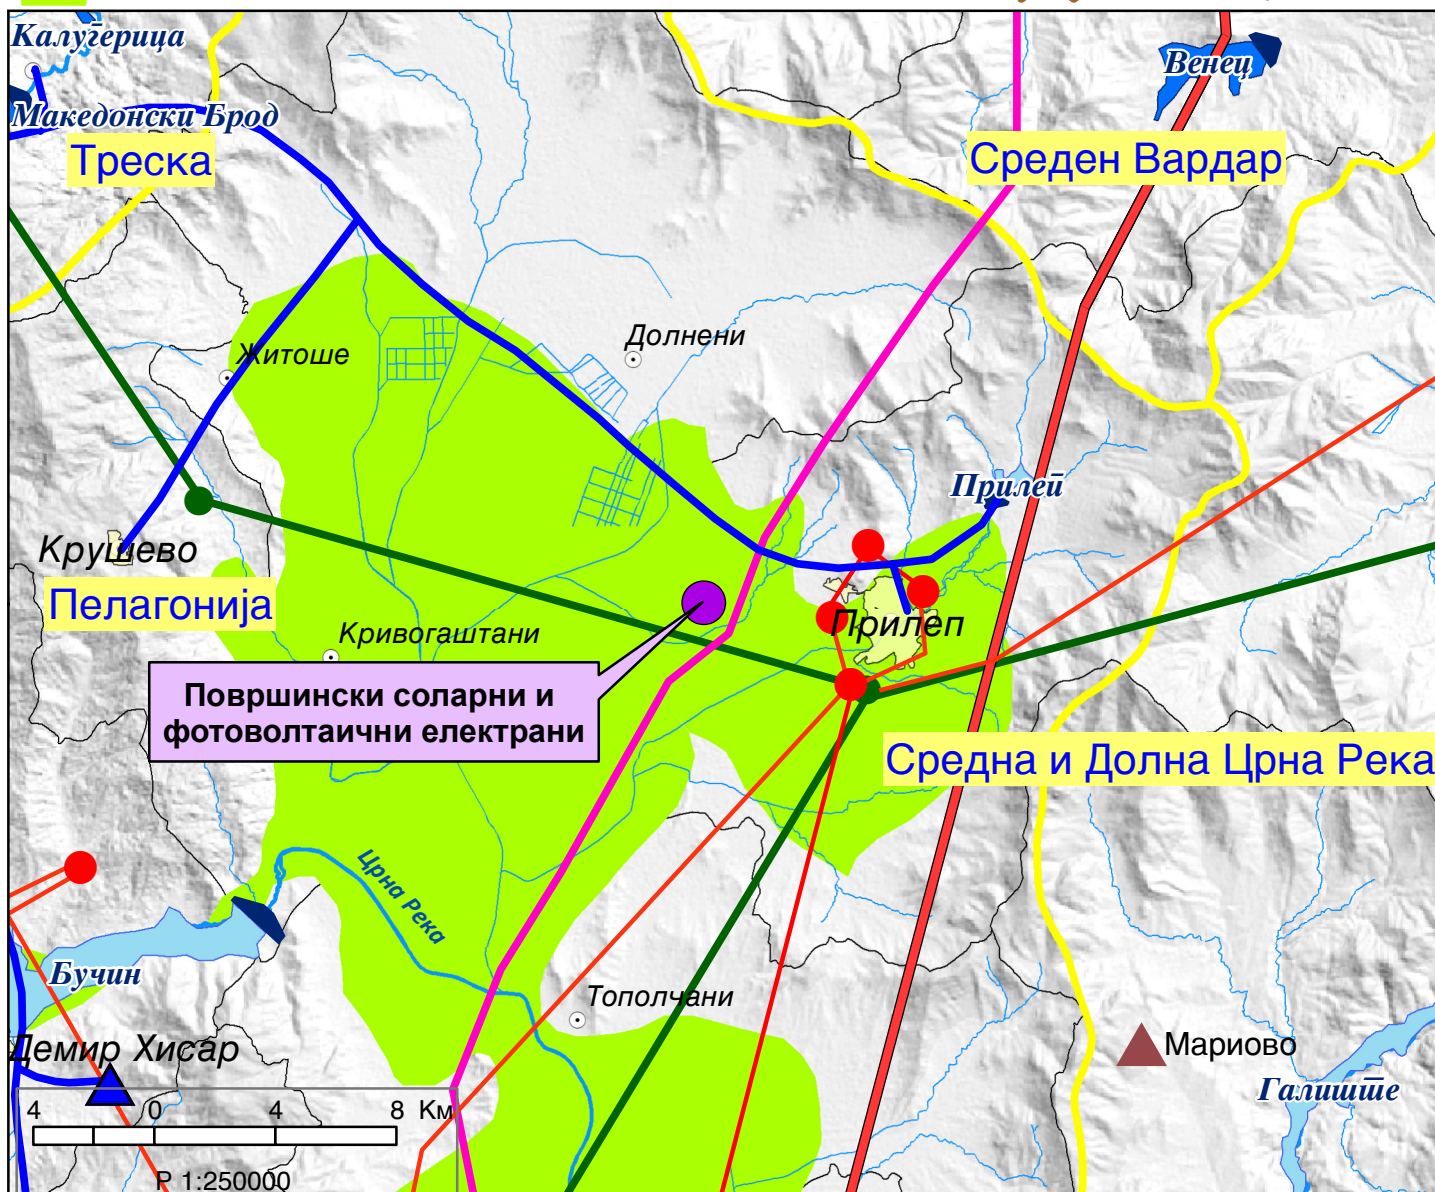 Калуѓерица
Венец
Македонски Брод
Треска
Среден Вардар
Долнени
Житоше
Прилеп
Крушево
Пелагонија
Прилеп
Кривогаштани
Површински соларни и
фотоволтаични електрани
Средна и Долна Црна Река
Црна Река
Бучин
Тополчани
Демир Хисар
Мариово
Галиште
4 0 4 8 Км
Р 1:250000